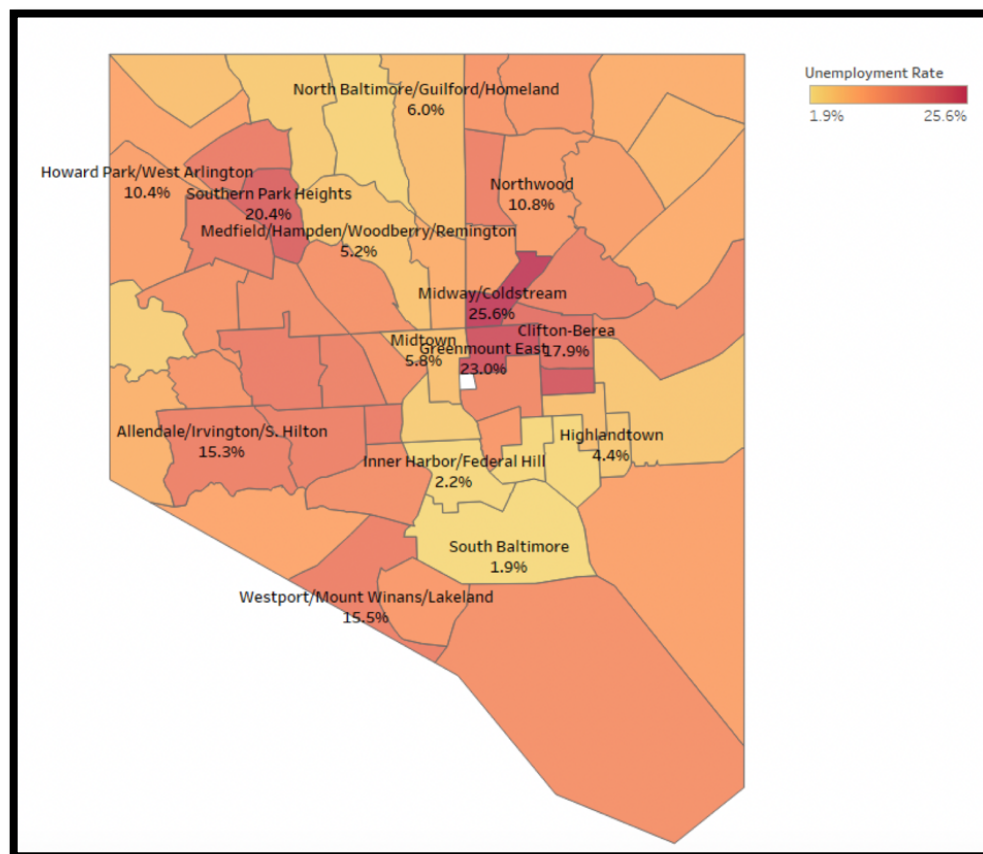 Unemployment Rate
1.9% 25.6%
North Baltimore/Guilford/Homeland
6.0%
Howard Park/West Arlington
10.4%
Southern Park Heights
20.4%
Northwood
10.8%
Medfield/Hampden/Woodberry/Remington
5.2%
Midway/Coldstream
25.6%
Clifton-Berea
17.9%
Midtown
5.8%
Greenmount East
23.0%
Allendale/Irvington/S. Hilton
15.3%
Highlandtown
4.4%
Inner Harbor/Federal Hill
2.2%
South Baltimore
1.9%
Westport/Mount Winans/Lakeland
15.5%